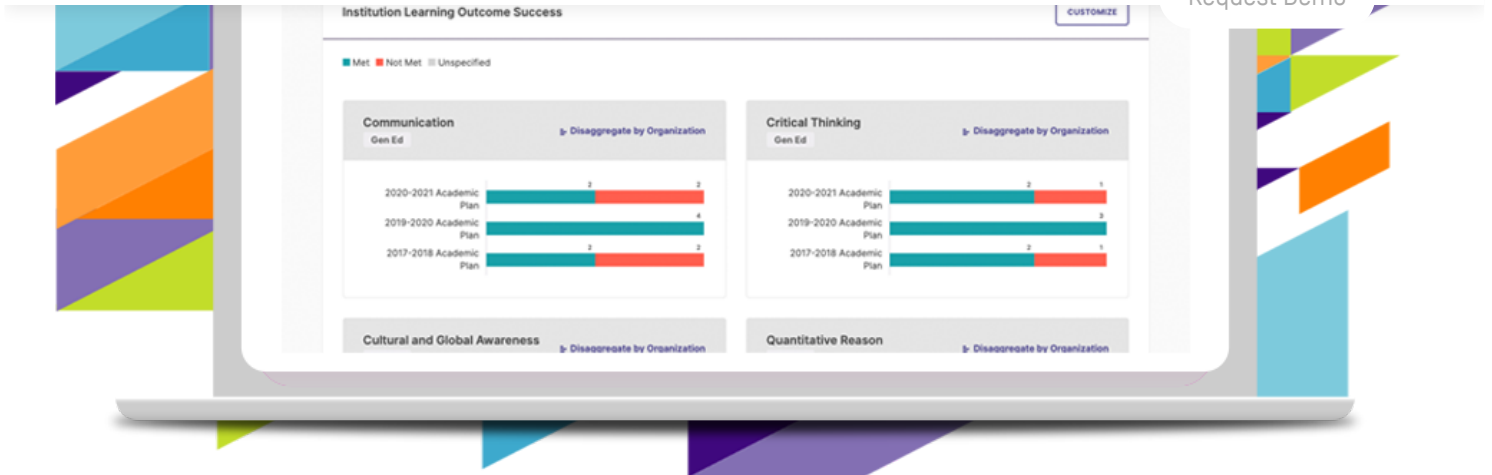 Request Demo
Institution Learning Outcome Success
CUSTOMIZE
Met Not Met Unspecified
Communication
Gen Ed
Disaggregate by Organization
2 2
2020-2021 Academic
Plan
4
2019-2020 Academic
Plan
2 2
2017-2018 Academic
Plan
Critical Thinking
Gen Ed
Disaggregate by Organization
2 1
2020-2021 Academic
Plan
3
2019-2020 Academic
Plan
2 1
2017-2018 Academic
Plan
Cultural and Global Awareness
Disaggregate by Organization
Quantitative Reason
Disaggregate by Organization